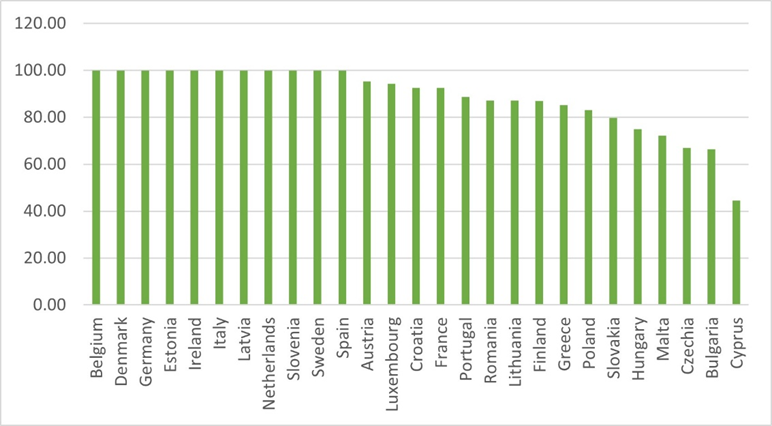 120.00
100.00
80.00
60.00
40.00
20.00
0.00
Belgium
Denmark
Germany
Estonia
Ireland
Italy
Latvia
Netherlands
Slovenia
Sweden
Spain
Austria
Luxembourg
Croatia
France
Portugal
Romania
Lithuania
Finland
Greece
Poland
Slovakia
Hungary
Malta
Czechia
Bulgaria
Cyprus